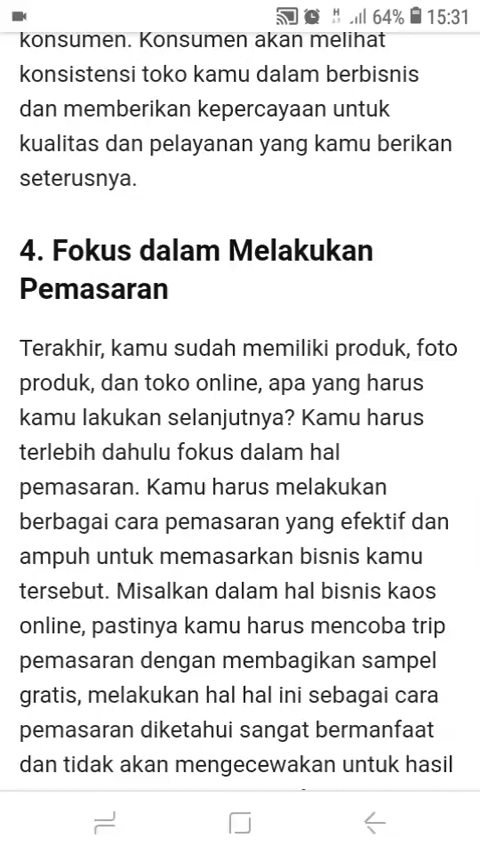 64% 15:31
konsumen. Konsumen akan melihat
konsistensi toko kamu dalam berbisnis
dan memberikan kepercayaan untuk
kualitas dan pelayanan yang kamu berikan
seterusnya.
4. Fokus dalam Melakukan
Pemasaran
Terakhir, kamu sudah memiliki produk, foto
produk, dan toko online, apa yang harus
kamu lakukan selanjutnya? Kamu harus
terlebih dahulu fokus dalam hal
pemasaran. Kamu harus melakukan
berbagai cara pemasaran yang efektif dan
ampuh untuk memasarkan bisnis kamu
tersebut. Misalkan dalam hal bisnis kaos
online, pastinya kamu harus mencoba trip
pemasaran dengan membagikan sampel
gratis, melakukan hal hal ini sebagai cara
pemasaran diketahui sangat bermanfaat
dan tidak akan mengecewakan untuk hasil